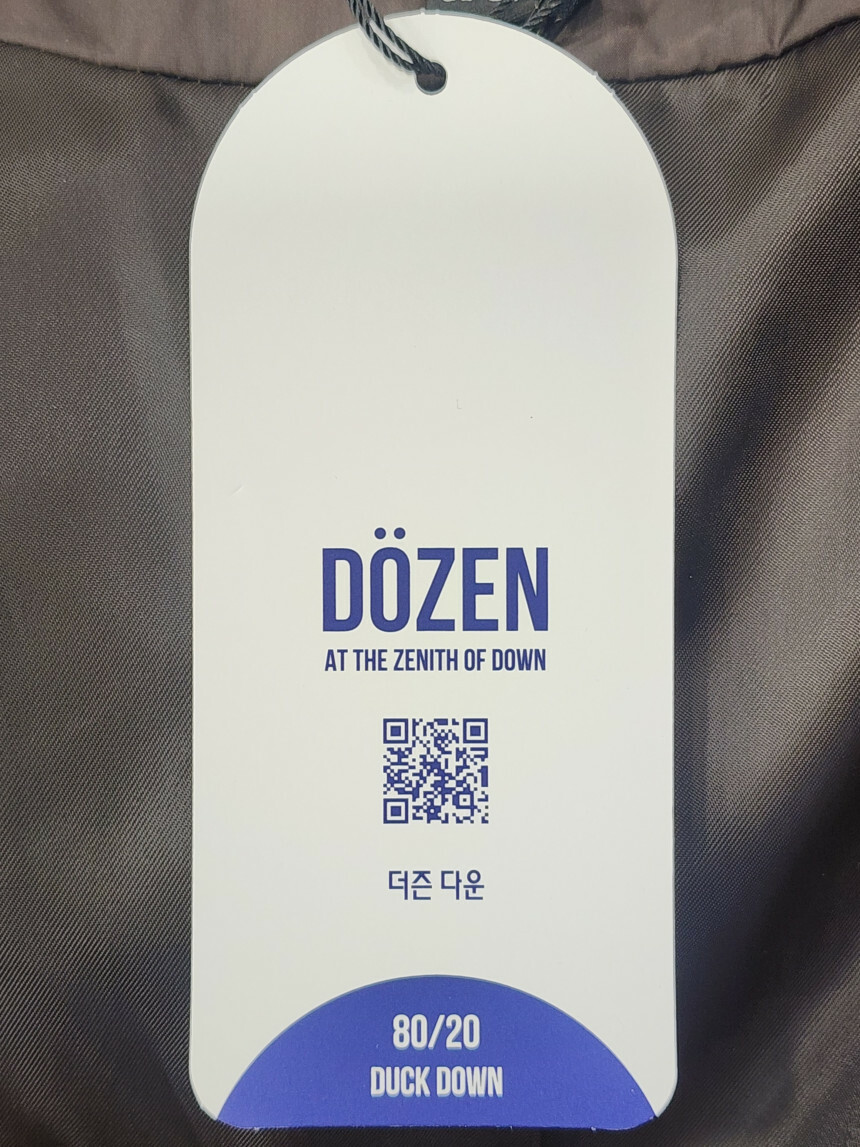 DÖZEN
AT THE ZENITH OF DOWN
더즌 다운
80/20
DUCK DOWN